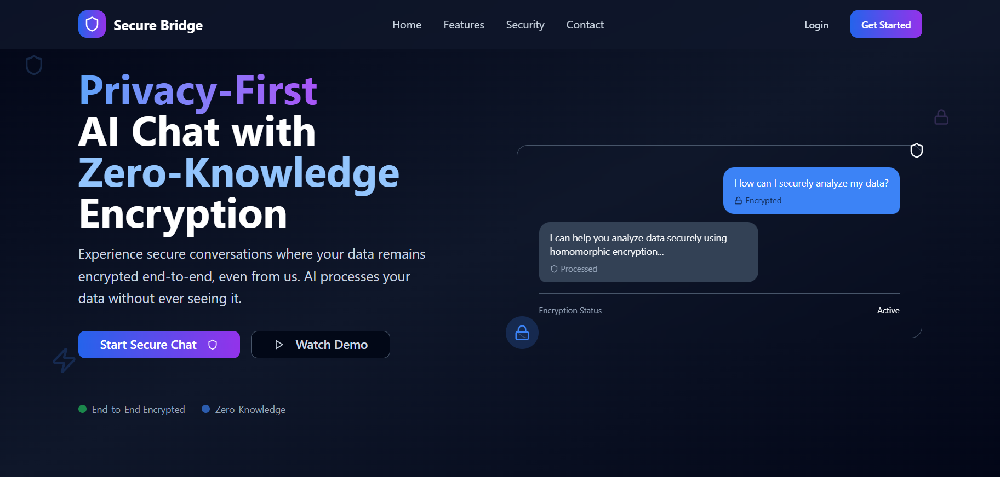 Secure Bridge
Home
Features
Security
Contact
Login
Get Started
Privacy-First
AI Chat with
Zero-Knowledge
Encryption
Experience secure conversations where your data remains
encrypted end-to-end, even from us. AI processes your
data without ever seeing it.
Start Secure Chat
Watch Demo
End-to-End Encrypted
Zero-Knowledge
How can I securely analyze my data?
Encrypted
I can help you analyze data securely using
homomorphic encryption...
Processed
Encryption Status
Active